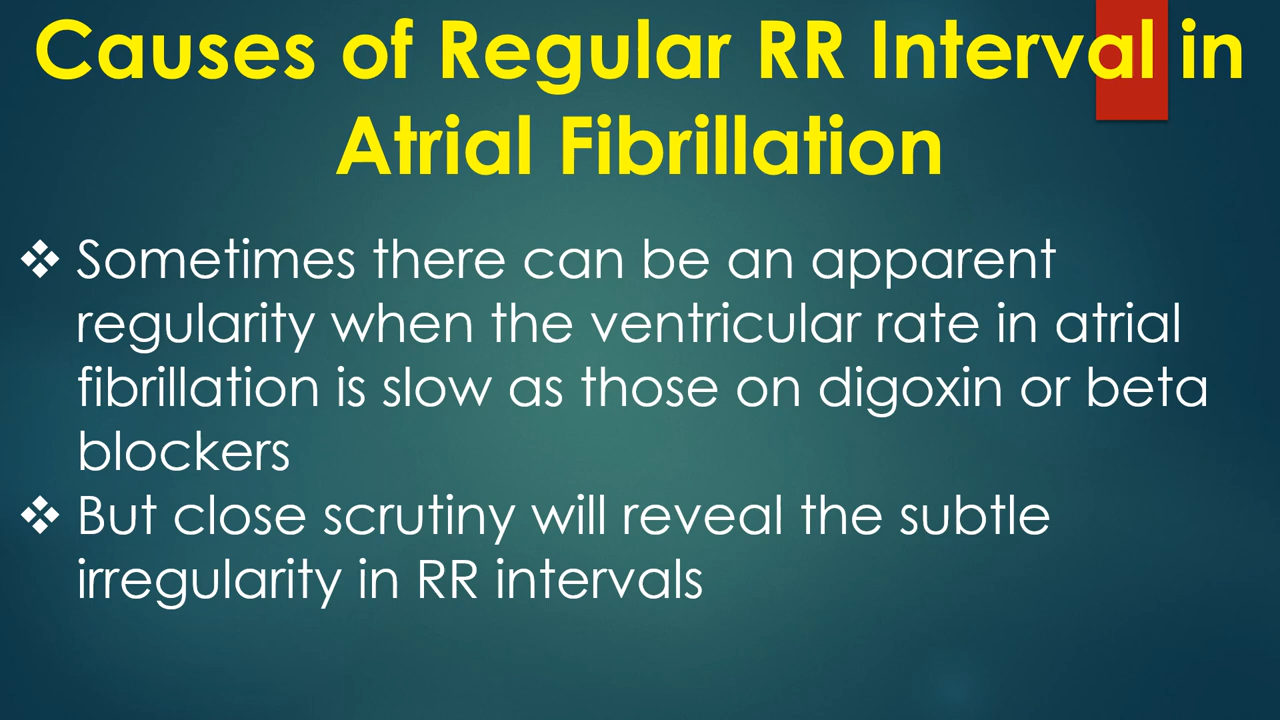 Causes of Regular RR Interval in
Atrial Fibrillation
❖ Sometimes there can be an apparent
regularity when the ventricular rate in atrial
fibrillation is slow as those on digoxin or beta
blockers
❖ But close scrutiny will reveal the subtle
irregularity in RR intervals